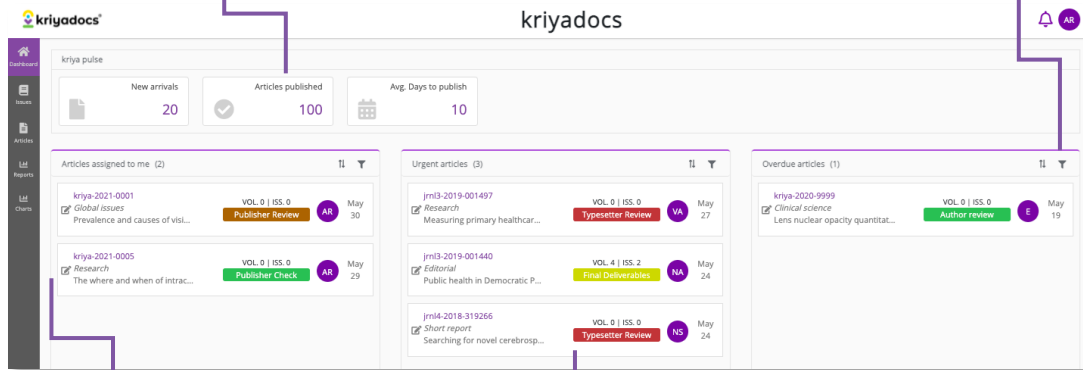 kriyadocs®
kriyadocs
AR
Dashboard
Issues
Articles
Reports
Charts
kriya pulse
New arrivals
20
Articles published
100
Avg. Days to publish
10
Articles assigned to me (2)
kriya-2021-0001
Global issues
Prevalence and causes of visi...
VOL. 0 | ISS. 0
Publisher Review
AR
May
30
kriya-2021-0005
Research
The where and when of intrac...
VOL. 0 | ISS. 0
Publisher Check
AR
May
29
Urgent articles (3)
jrnl3-2019-001497
Research
Measuring primary healthcar...
VOL. 0 | ISS. 0
Typesetter Review
VA
May
27
jrnl3-2019-001440
Editorial
Public health in Democratic P...
VOL. 4 | ISS. 2
Final Deliverables
NA
May
24
jrnl4-2018-319266
Short report
Searching for novel cerebrosp...
VOL. 0 | ISS. 0
Typesetter Review
NS
May
24
Overdue articles (1)
kriya-2020-9999
Clinical science
Lens nuclear opacity quantitat...
VOL. 0 | ISS. 0
Author review
E
May
19